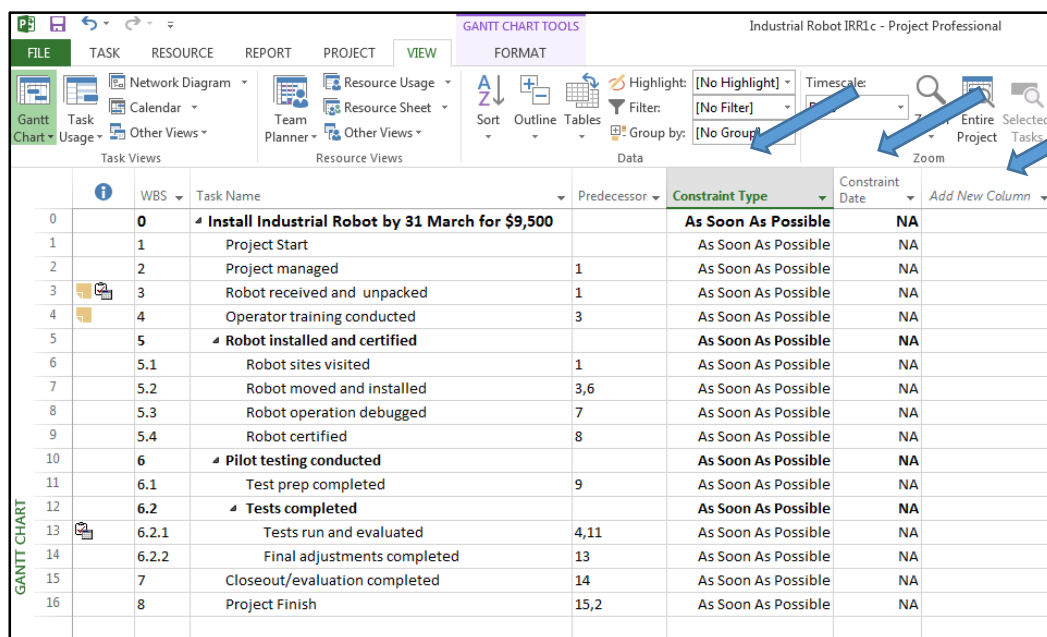 GANTT CHART TOOLS Industrial Robot IRR1c - Project Professional
FILE TASK RESOURCE REPORT PROJECT VIEW FORMAT
Network Diagram Resource Usage Highlight: [No Highlight] Timescale:
Calendar Resource Sheet Filter: [No Filter]
Gantt Chart Task Usage Other Views Team Planner Other Views Sort Outline Tables Group by: [No Group] Entire Project Selected Tasks
Task Views Resource Views Data Zoom
WBS Task Name Predecessor Constraint Type Constraint Date Add New Column
0 0 Install Industrial Robot by 31 March for $9,500 As Soon As Possible NA
1 1 Project Start As Soon As Possible NA
2 2 Project managed 1 As Soon As Possible NA
3 3 Robot received and unpacked 1 As Soon As Possible NA
4 4 Operator training conducted 3 As Soon As Possible NA
5 5 Robot installed and certified As Soon As Possible NA
6 5.1 Robot sites visited 1 As Soon As Possible NA
7 5.2 Robot moved and installed 3,6 As Soon As Possible NA
8 5.3 Robot operation debugged 7 As Soon As Possible NA
9 5.4 Robot certified 8 As Soon As Possible NA
10 6 Pilot testing conducted As Soon As Possible NA
11 6.1 Test prep completed 9 As Soon As Possible NA
12 6.2 Tests completed As Soon As Possible NA
13 6.2.1 Tests run and evaluated 4,11 As Soon As Possible NA
14 6.2.2 Final adjustments completed 13 As Soon As Possible NA
15 7 Closeout/evaluation completed 14 As Soon As Possible NA
16 8 Project Finish 15,2 As Soon As Possible NA
GANTT CHART